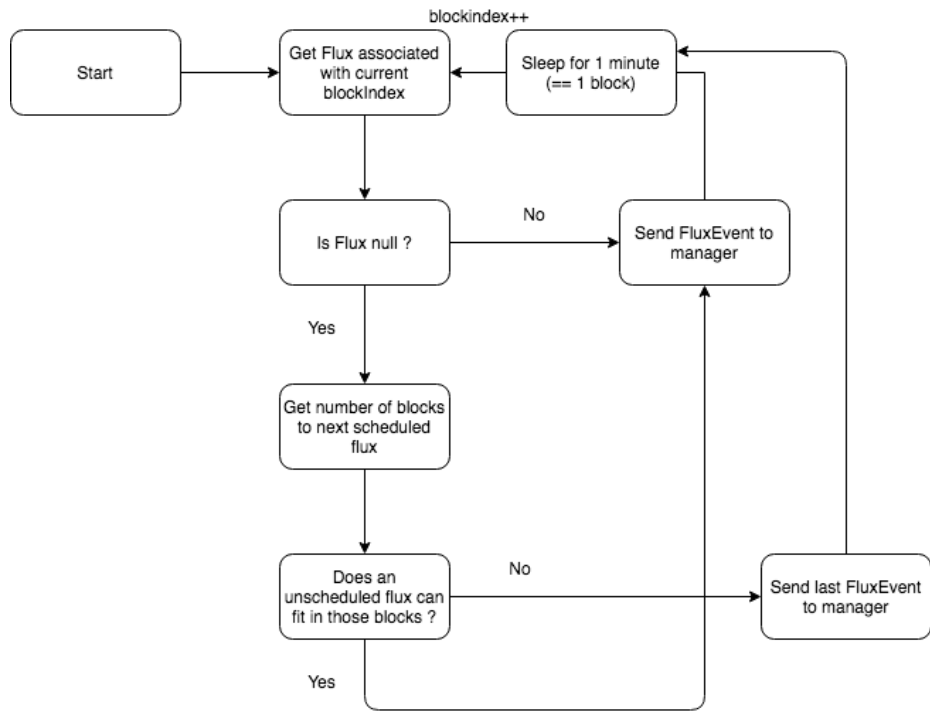 blockindex++
Start
Get Flux associated
with current
blockIndex
Sleep for 1 minute
(== 1 block)
Is Flux null ?
No
Send FluxEvent to
manager
Yes
Get number of blocks
to next scheduled
flux
Does an
unscheduled flux can
fit in those blocks ?
No
Send last FluxEvent
to manager
Yes